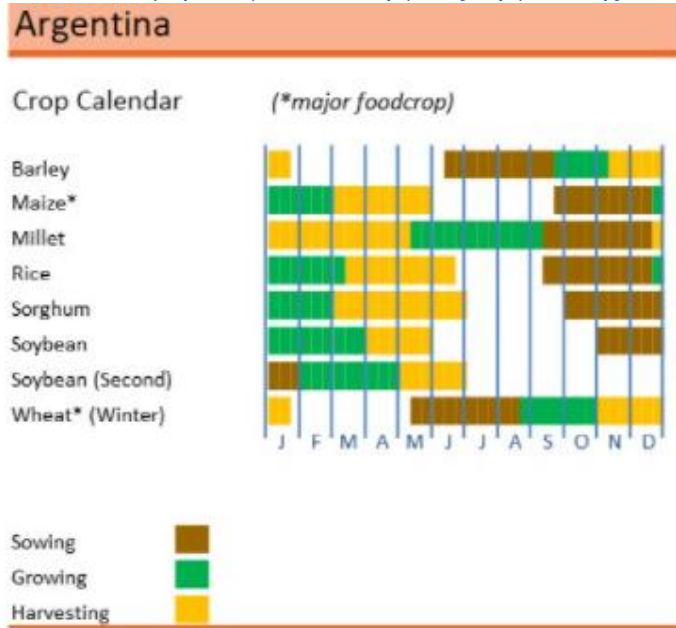 Argentina
Crop Calendar (*major foodcrop)
Barley
Maize*
Millet
Rice
Sorghum
Soybean
Soybean (Second)
Wheat* (Winter)
J F M A M J J A S O N D
Sowing
Growing
Harvesting